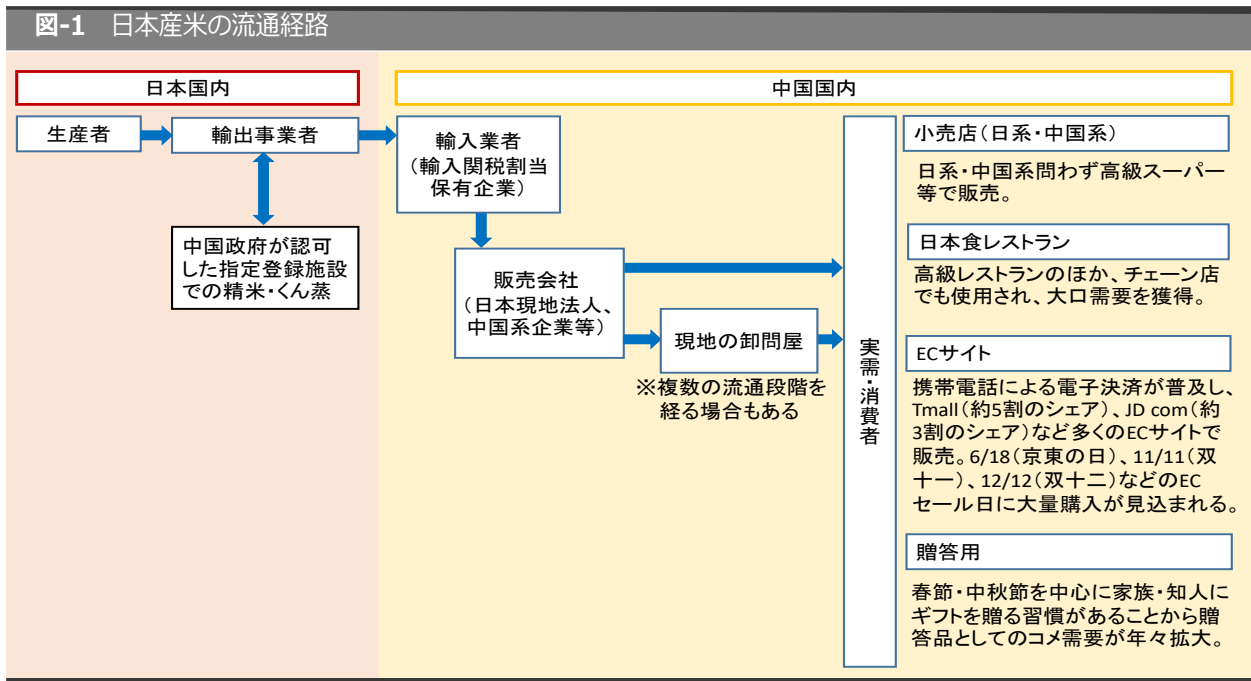 図-1 日本産米の流通経路
日本国内
中国国内
生産者
輸出事業者
中国政府が認可
した指定登録施設
での精米・くん蒸
輸入業者
（輸入関税割当
保有企業）
販売会社
（日本現地法人、
中国系企業等）
現地の卸問屋
※複数の流通段階を
経る場合もある
実需・消費者
小売店（日系・中国系）
日系・中国系問わず高級スーパー
等で販売。
日本食レストラン
高級レストランのほか、チェーン店
でも使用され、大口需要を獲得。
ECサイト
携帯電話による電子決済が普及し、
Tmall（約5割のシェア）、JD com（約
3割のシェア）など多くのECサイトで
販売。6/18（京東の日）、11/11（双
十一）、12/12（双十二）などのEC
セール日に大量購入が見込まれる。
贈答用
春節・中秋節を中心に家族・知人に
ギフトを贈る習慣があることから贈
答品としてのコメ需要が年々拡大。